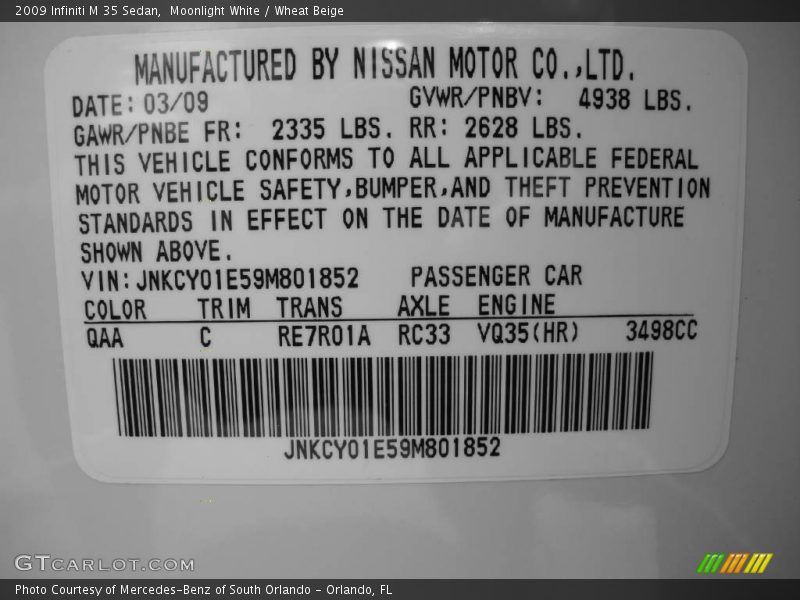 2009 Infiniti M 35 Sedan,  Moonlight White / Wheat Beige
MANUFACTURED BY NISSAN MOTOR CO.,LTD.
DATE: 03/09 GVWR/PNBV: 4938 LBS.
GAWR/PNBE FR: 2335 LBS. RR: 2628 LBS.
THIS VEHICLE CONFORMS TO ALL APPLICABLE FEDERAL
MOTOR VEHICLE SAFETY,BUMPER,AND THEFT PREVENTION
STANDARDS IN EFFECT ON THE DATE OF MANUFACTURE
SHOWN ABOVE.
VIN: JNKCY01E59M801852 PASSENGER CAR
COLOR TRIM TRANS AXLE ENGINE
QAA C RE7R01A RC33 VQ35(HR) 3498CC
JNKCY01E59M801852
GTCARLOT.COM
Photo Courtesy of Mercedes-Benz of South Orlando - Orlando, FL